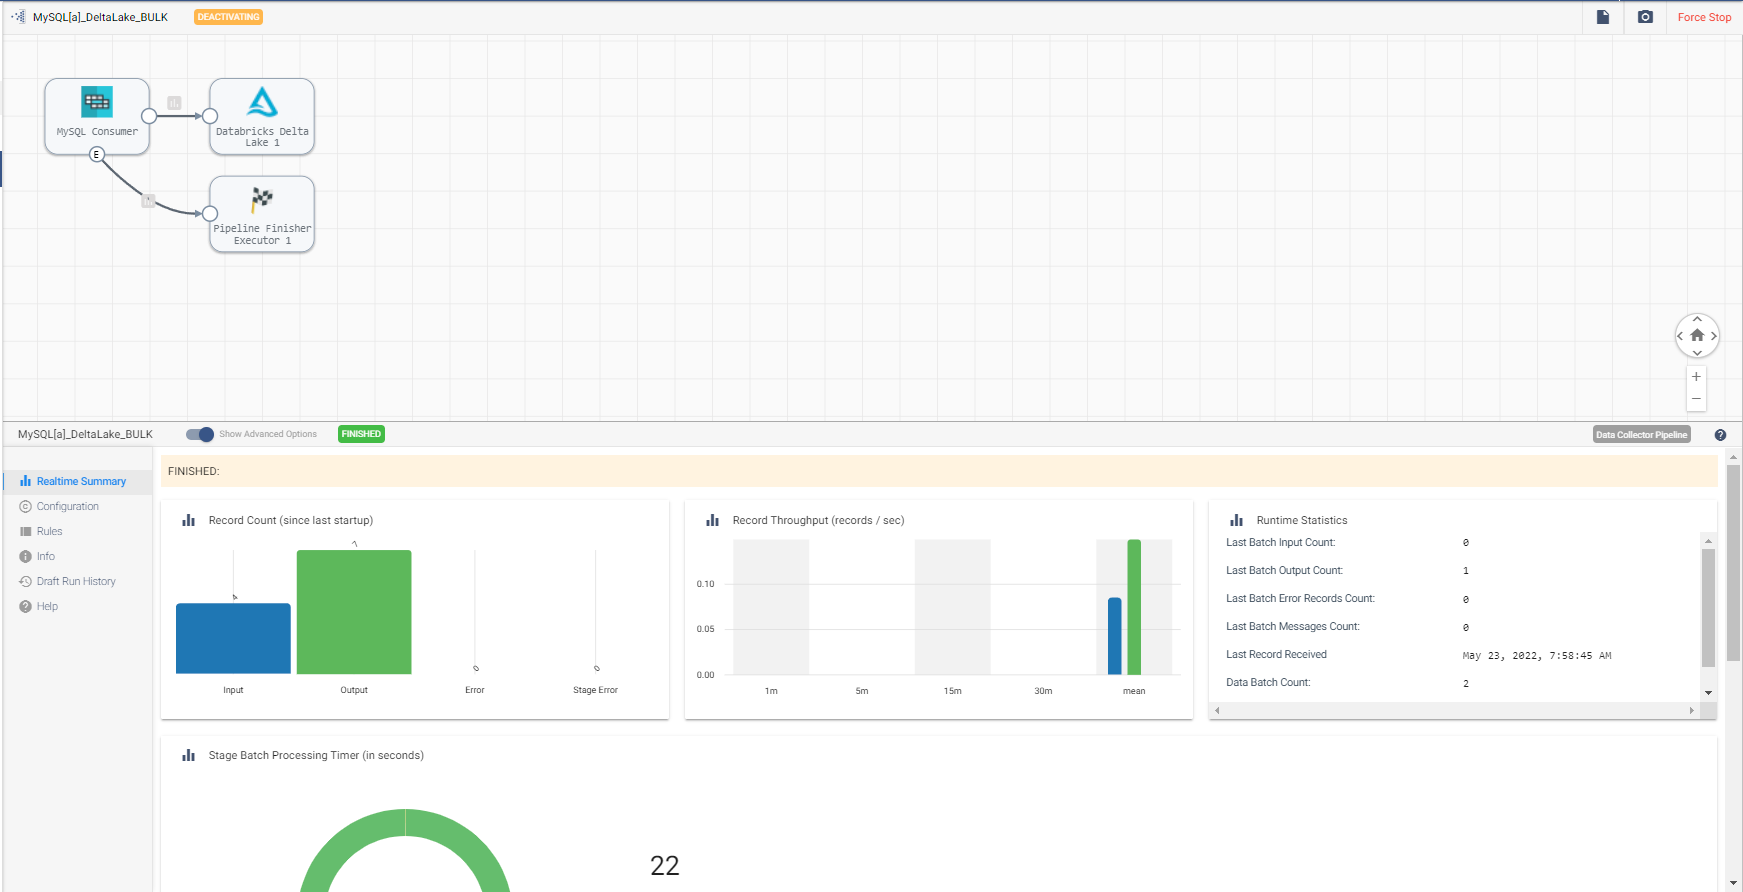 MySQL[a]_DeltaLake_BULK
DEACTIVATING
Force Stop
MySQL Consumer
E
Databricks Delta
Lake 1
Pipeline Finisher
Executor 1
MySQL[a]_DeltaLake_BULK
Show Advanced Options
FINISHED
Data Collector Pipeline
?
Realtime Summary
Configuration
Rules
Info
Draft Run History
Help
FINISHED:
Record Count (since last startup)
4
7
0
0
Input
Output
Error
Stage Error
Record Throughput (records / sec)
0.10
0.05
0.00
1m
5m
15m
30m
mean
Runtime Statistics
Last Batch Input Count: 0
Last Batch Output Count: 1
Last Batch Error Records Count: 0
Last Batch Messages Count: 0
Last Record Received May 23, 2022, 7:58:45 AM
Data Batch Count: 2
Stage Batch Processing Timer (in seconds)
22